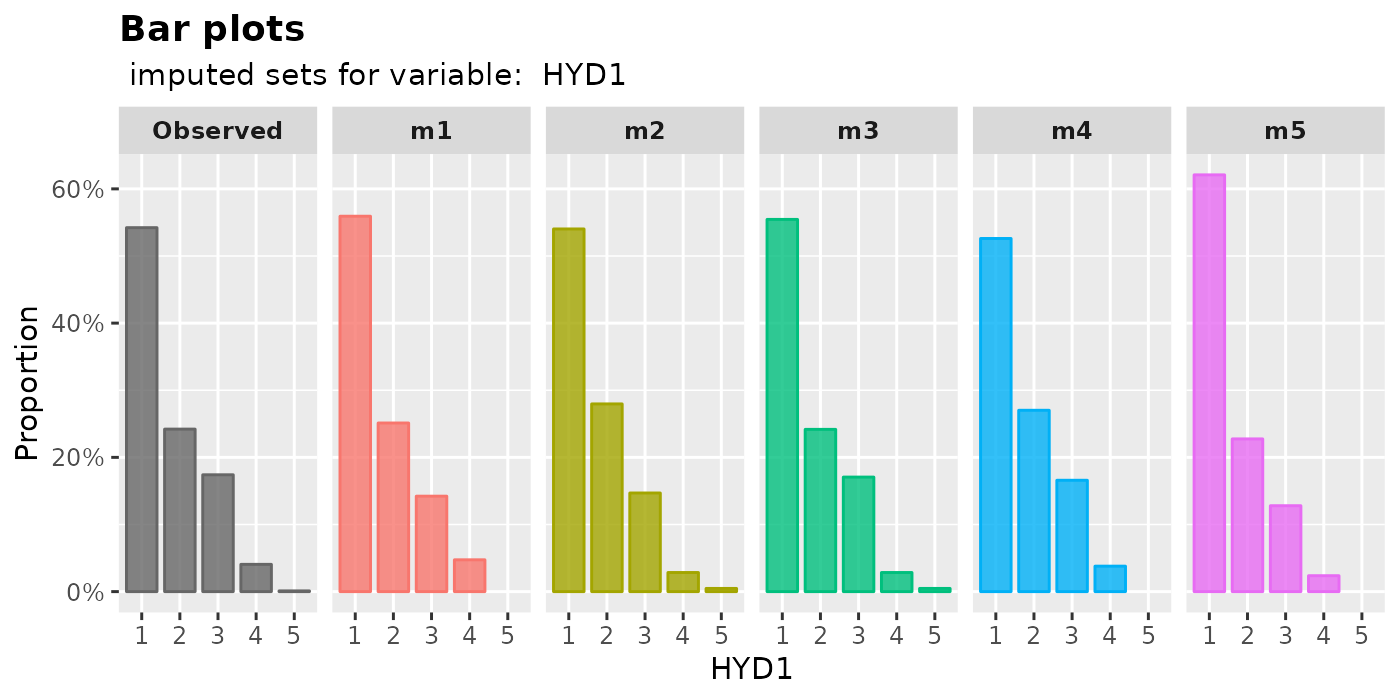 Bar plots
imputed sets for variable:  HYD1
Observed m1 m2 m3 m4 m5
60%
40%
20%
0%
Proportion
1 2 3 4 5 1 2 3 4 5 1 2 3 4 5 1 2 3 4 5 1 2 3 4 5 1 2 3 4 5
HYD1